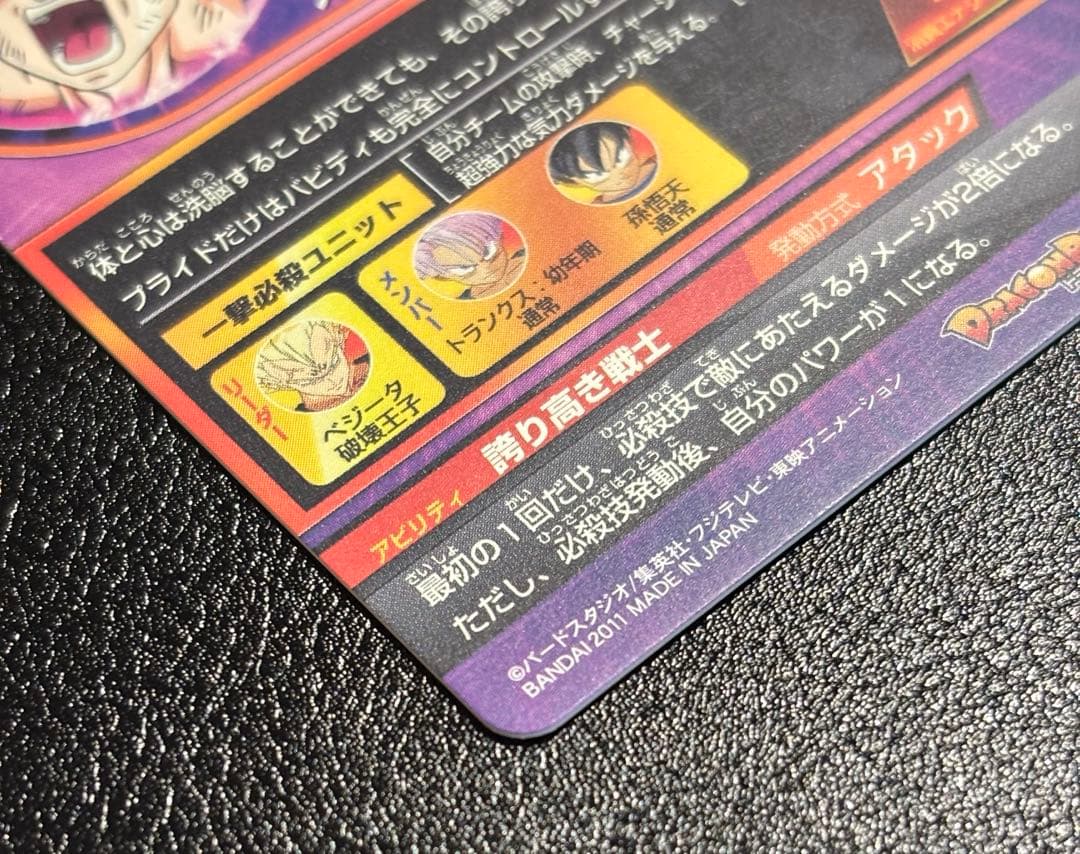 体と心は洗脳することができても、その誇り
プライドだけはバビディも完全にコントロール
一撃必殺ユニット
自分チームの攻撃時、チャージ
超強力な気力ダメージを与える。
リーダー
ベジータ
破壊王子
メンバー
トランクス:幼年期
通常
孫悟天
通常
アビリティ
誇り高き戦士
発動方式 アタック
最初の1回だけ、必殺技で敵にあたえるダメージが2倍になる。
ただし、必殺技発動後、自分のパワーが1になる。
©バードスタジオ/集英社・フジテレビ・東映アニメーション
BANDAI 2011 MADE IN JAPAN
DRAGON